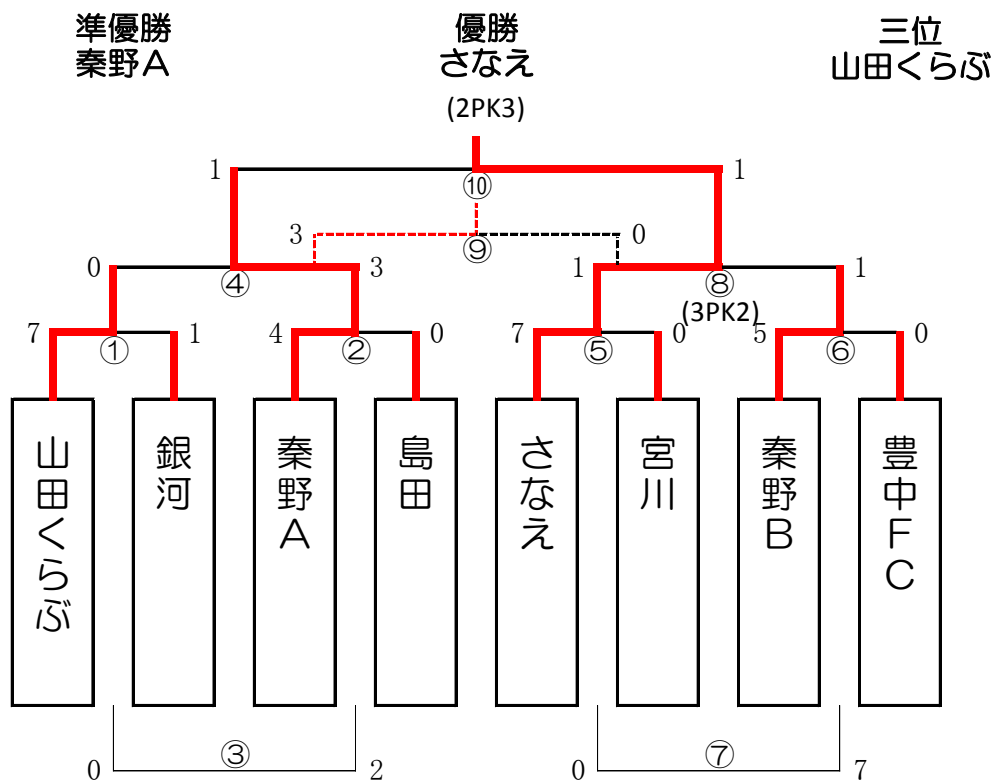 準優勝
秦野A
優勝
さなえ
三位
山田くらぶ
(2PK3)
1
⑩
1
3
⑨
0
0
④
3
1
⑧
1
(3PK2)
7
①
1
4
②
0
7
⑤
0
5
⑥
0
山田くらぶ
銀河
秦野A
島田
さなえ
宮川
秦野B
豊中FC
0
③
2
0
⑦
7